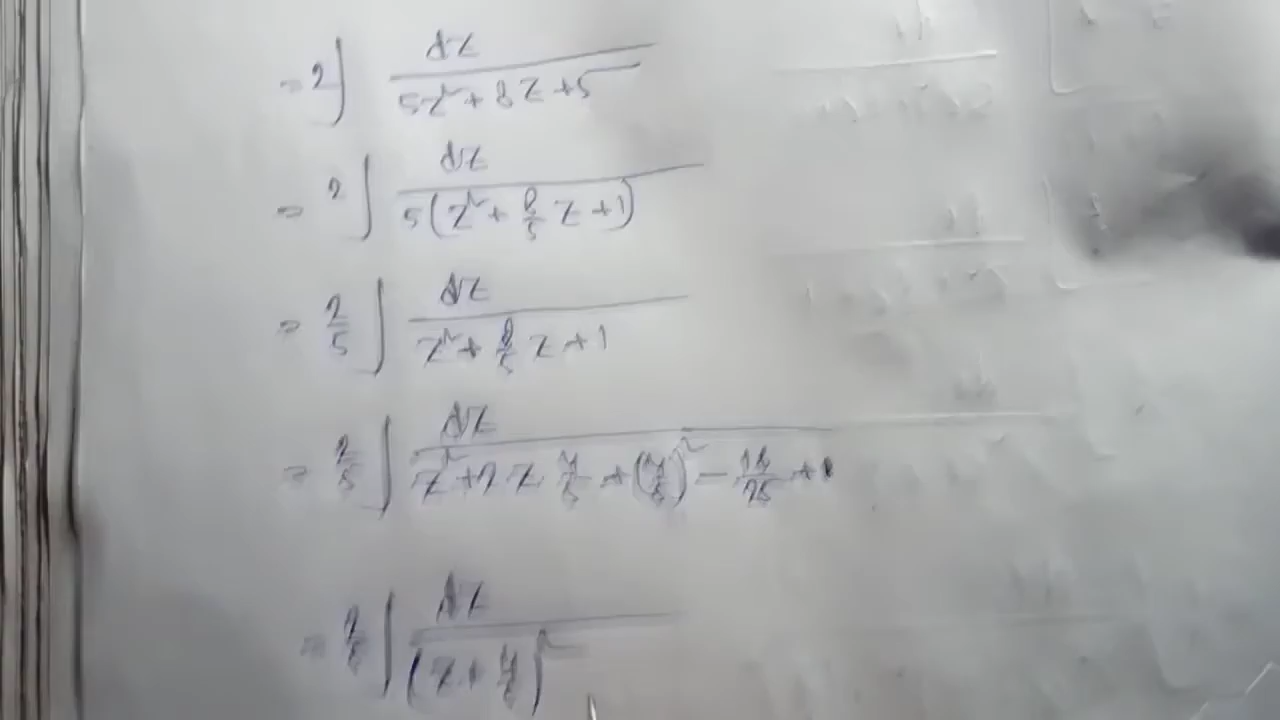 = 2∫ dz / (5z² + 8z + 5)
= 2∫ dz / 5(z² + 8/5 z + 1)
= 2/5 ∫ dz / (z² + 8/5 z + 1)
= 2/5 ∫ dz / (z² + 2 z 4/5 + (4/5)² − 16/25 + 1)
= 2/5 ∫ dz / (z + 4/5)²